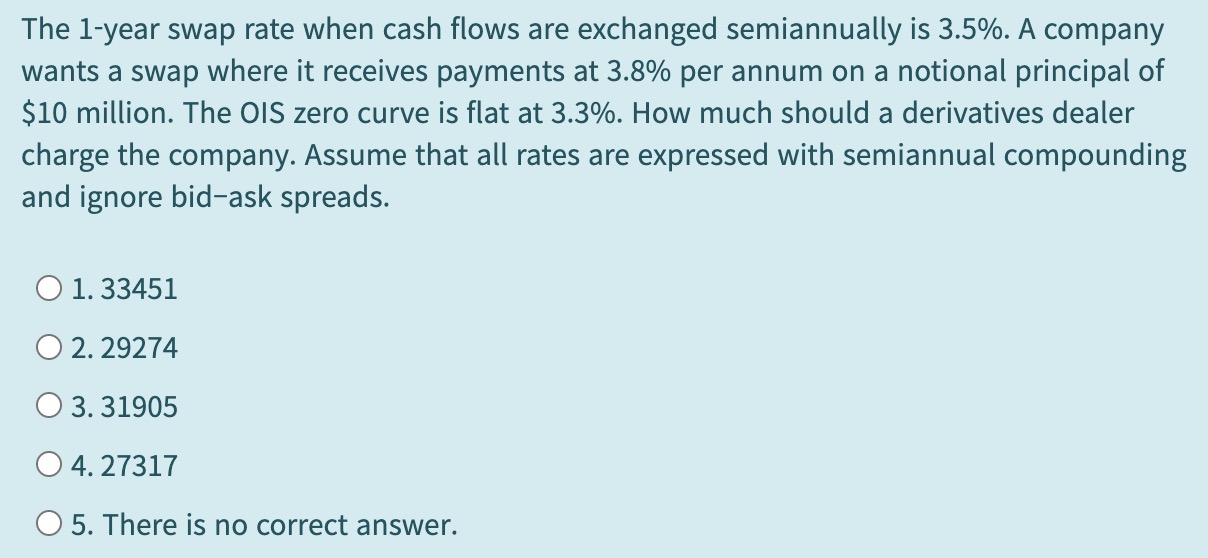 The 1-year swap rate when cash flows are exchanged semiannually is 3.5%. A company
wants a swap where it receives payments at 3.8% per annum on a notional principal of
$10 million. The OIS zero curve is flat at 3.3%. How much should a derivatives dealer
charge the company. Assume that all rates are expressed with semiannual compounding
and ignore bid-ask spreads.
1. 33451
2. 29274
3. 31905
4. 27317
5. There is no correct answer.